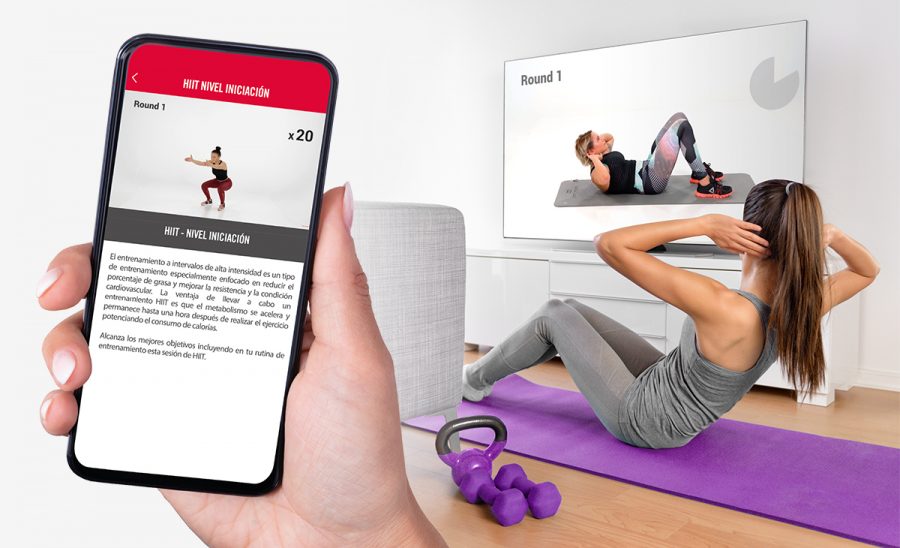 HIIT NIVEL INICIACIÓN
Round 1
x 20
HIIT - NIVEL INICIACIÓN
El entrenamiento a intervalos de alta intensidad es un tipo
de entrenamiento especialmente enfocado en reducir el
porcentaje de grasa y mejorar la resistencia y la condición
cardiovascular. La ventaja de llevar a cabo un
entrenamiento HIIT es que el metabolismo se acelera y
permanece hasta una hora después de realizar el ejercicio
potenciando el consumo de calorías.
Alcanza los mejores objetivos incluyendo en tu rutina de
entrenamiento esta sesión de HIIT.
Round 1